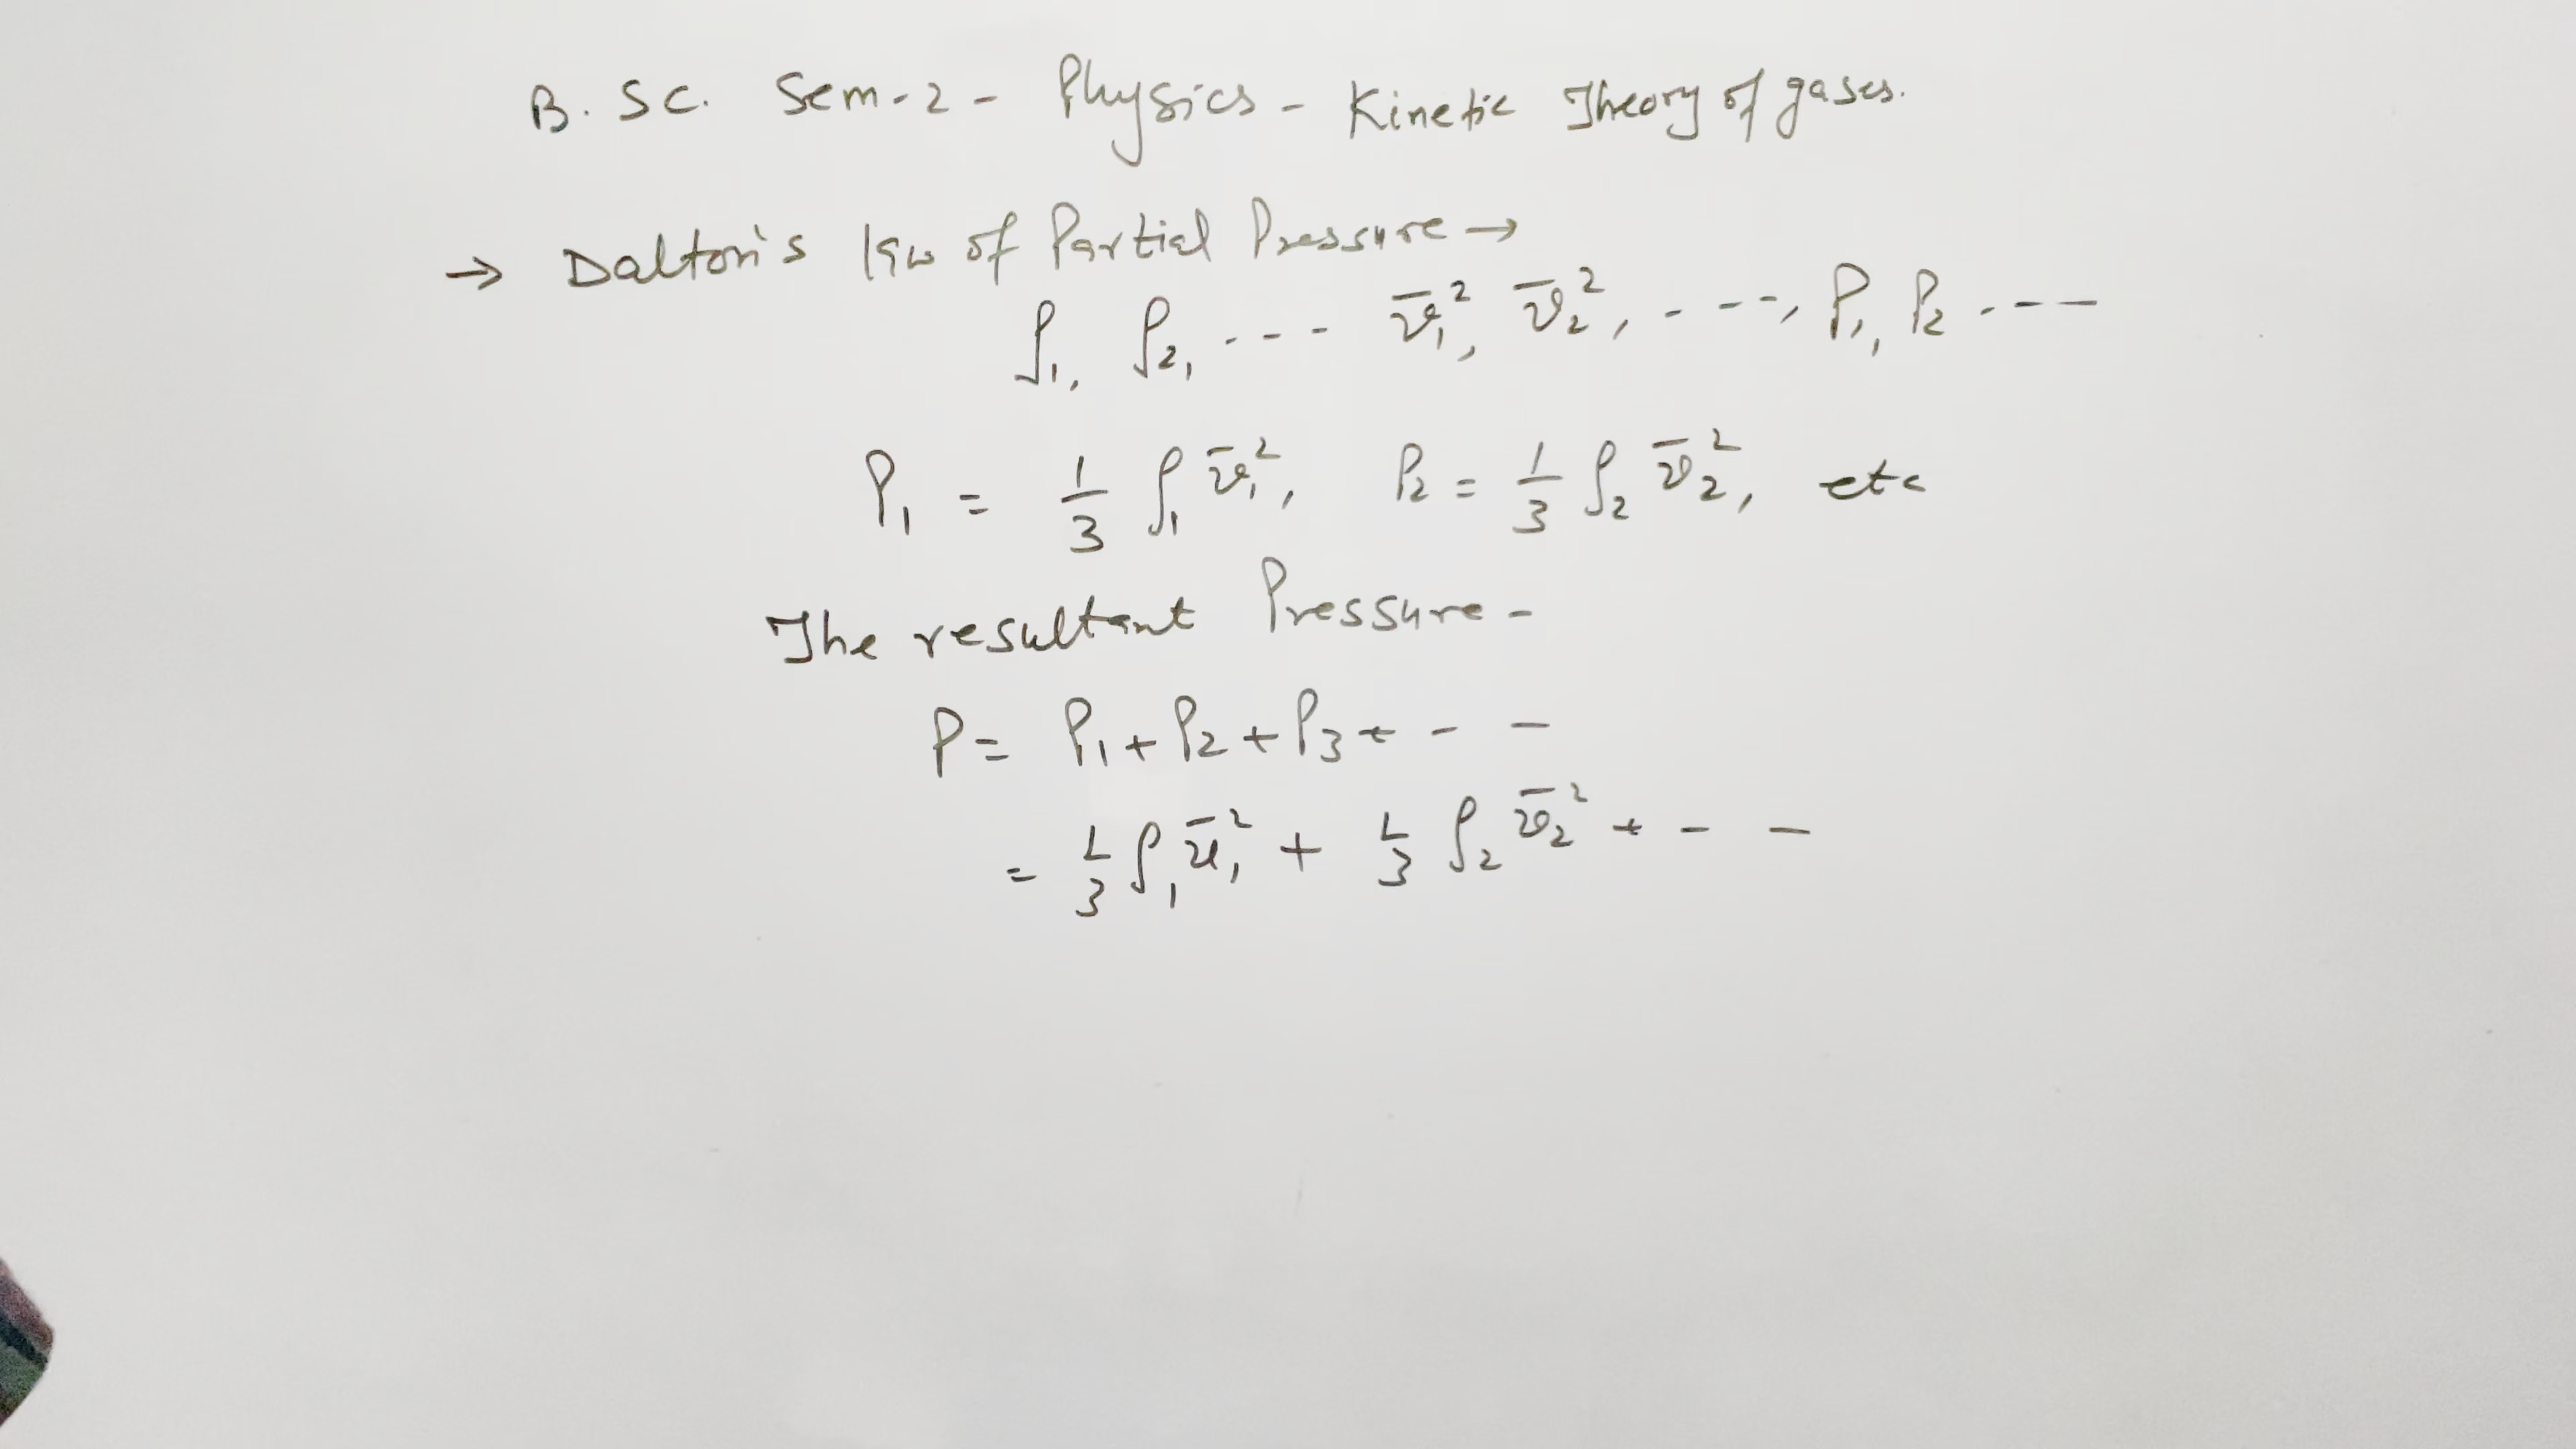 B. Sc. Sem-2 - Physics - Kinetic Theory of gases.
→ Dalton's law of Partial Pressure →
ρ₁, ρ₂, --- v̅₁², v̅₂², ---, P₁, P₂ ---
P₁ = 1/3 ρ₁ v̅₁², P₂ = 1/3 ρ₂ v̅₂², etc
The resultant Pressure -
P = P₁ + P₂ + P₃ + - -
= 1/3 ρ₁ v̅₁² + 1/3 ρ₂ v̅₂² + - -